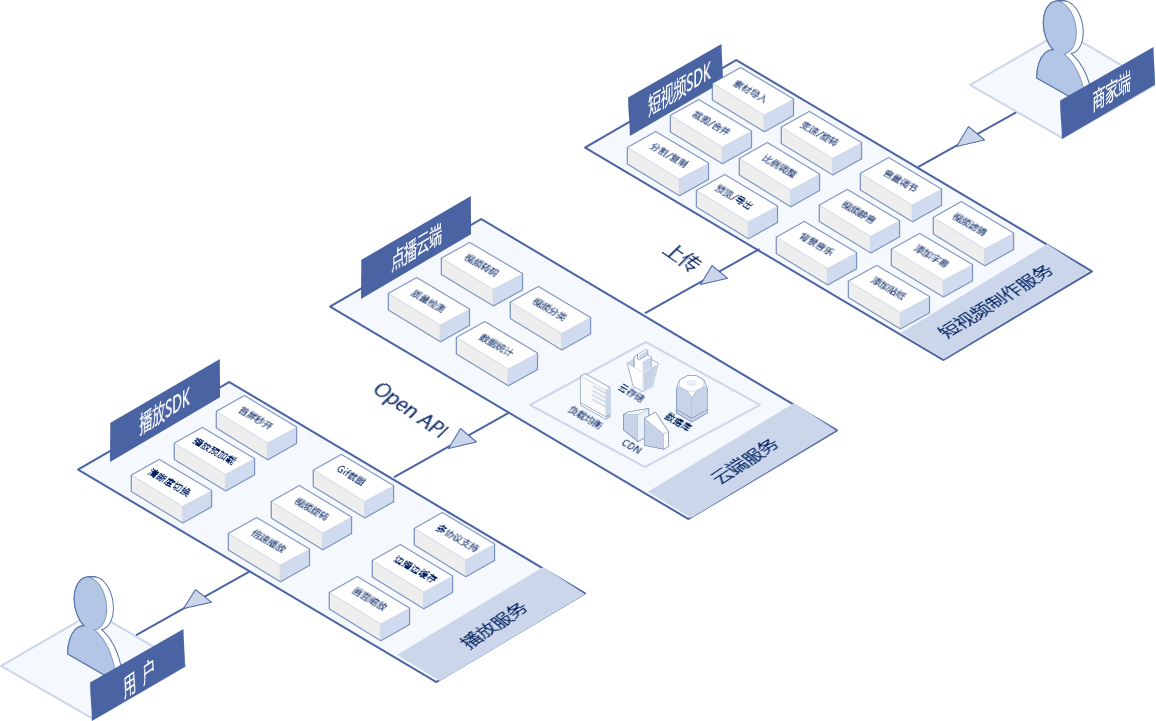 商家端
短视频SDK
素材导入
裁剪/合并
变速/旋转
分割/复制
比例调整
音量调节
预览/导出
视频静音
视频滤镜
背景音乐
添加字幕
添加贴纸
短视频制作服务
上传
点播云端
视频转码
质量检测
视频分类
数据统计
云存储
负载均衡
数据库
CDN
云端服务
Open API
播放SDK
首屏秒开
播放预加载
Gif截图
清晰度切换
视频旋转
多协议支持
倍速播放
边播边缓存
画面缩放
播放服务
用户